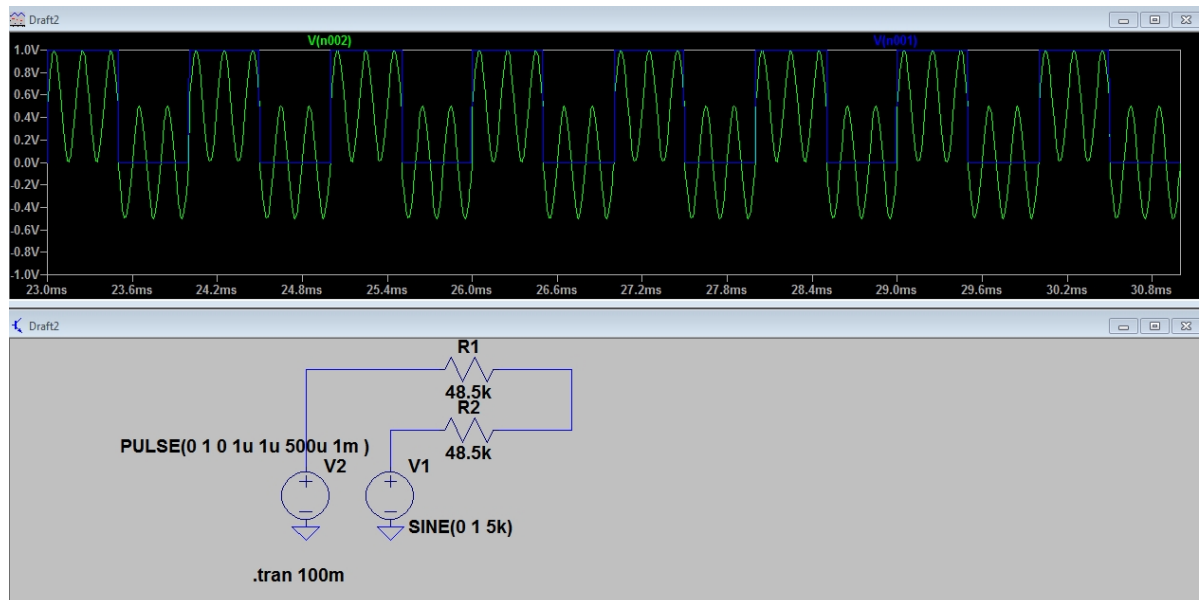 Draft2
V(n002) V(n001)
1.0V
0.8V
0.6V
0.4V
0.2V
0.0V
-0.2V
-0.4V
-0.6V
-0.8V
-1.0V
23.0ms 23.6ms 24.2ms 24.8ms 25.4ms 26.0ms 26.6ms 27.2ms 27.8ms 28.4ms 29.0ms 29.6ms 30.2ms 30.8ms
Draft2
R1
48.5k
R2
48.5k
PULSE(0 1 0 1u 1u 500u 1m )
V2 V1
SINE(0 1 5k)
.tran 100m